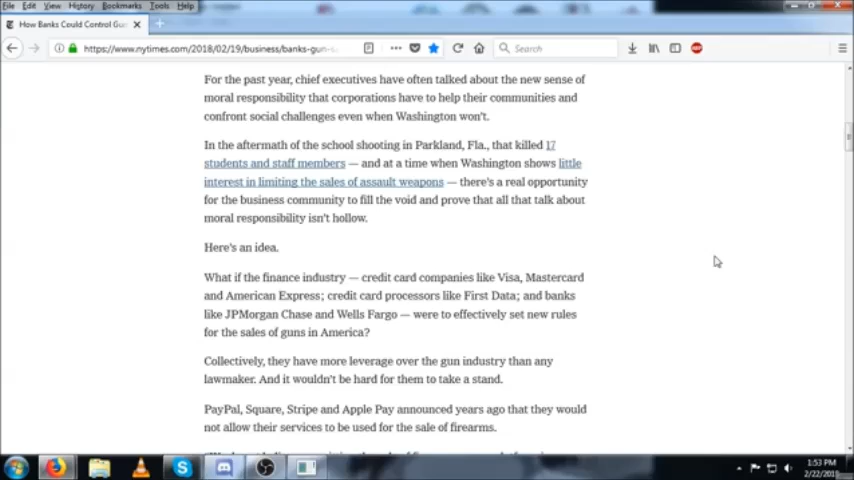 File Edit View History Bookmarks Tools Help
How Banks Could Control Gun
https://www.nytimes.com/2018/02/19/business/banks-gun-s
Search
For the past year, chief executives have often talked about the new sense of
moral responsibility that corporations have to help their communities and
confront social challenges even when Washington won't.
In the aftermath of the school shooting in Parkland, Fla., that killed 17
students and staff members — and at a time when Washington shows little
interest in limiting the sales of assault weapons — there's a real opportunity
for the business community to fill the void and prove that all that talk about
moral responsibility isn't hollow.
Here's an idea.
What if the finance industry — credit card companies like Visa, Mastercard
and American Express; credit card processors like First Data; and banks
like JPMorgan Chase and Wells Fargo — were to effectively set new rules
for the sales of guns in America?
Collectively, they have more leverage over the gun industry than any
lawmaker. And it wouldn't be hard for them to take a stand.
PayPal, Square, Stripe and Apple Pay announced years ago that they would
not allow their services to be used for the sale of firearms.
1:53 PM
2/22/2018